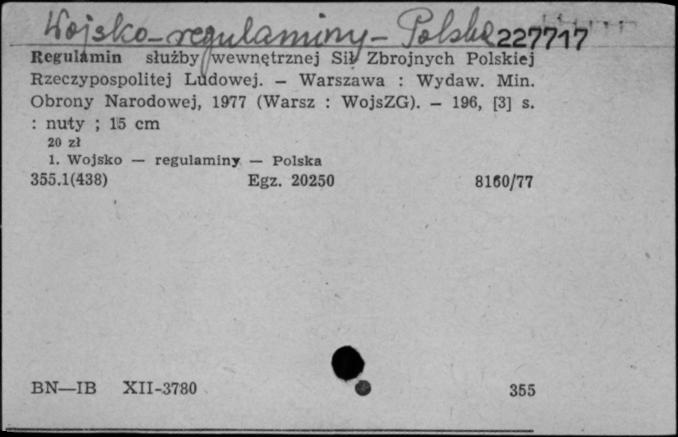 Wojsko – regulaminy – Polska 227717
Regulamin służby wewnętrznej Sił Zbrojnych Polskiej
Rzeczypospolitej Ludowej. — Warszawa : Wydaw. Min.
Obrony Narodowej, 1977 (Warsz : WojsZG). — 196, [3] s.
: nuty ; 15 cm
20 zł
1. Wojsko — regulaminy — Polska
355.1(438) Egz. 20250 8160/77
BN—IB XII-3780 355